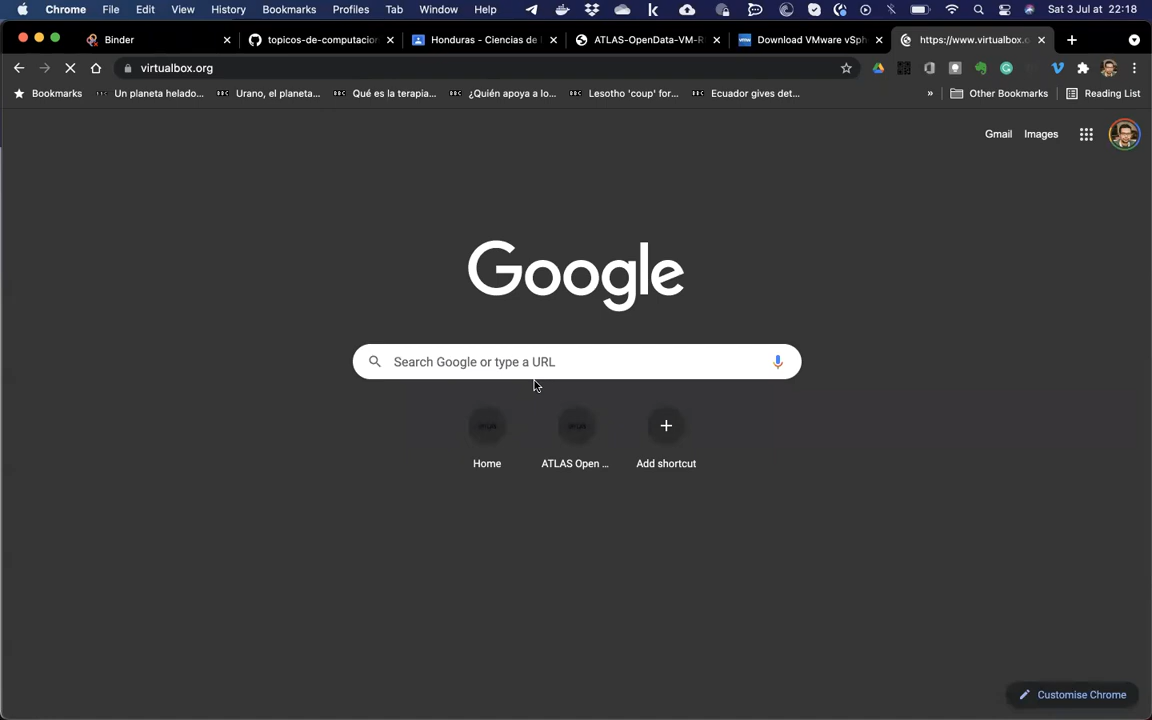 Chrome File Edit View History Bookmarks Profiles Tab Window Help Sat 3 Jul at 22:18
Binder topicos-de-computacion Honduras - Ciencias de ATLAS-OpenData-VM-R Download VMware vSph https://www.virtualbox.o
virtualbox.org
Bookmarks Un planeta helado... Urano, el planeta... Qué es la terapia... ¿Quién apoya a lo... Lesotho 'coup' for... Ecuador gives det... » Other Bookmarks Reading List
Gmail Images
Google
Search Google or type a URL
Home ATLAS Open ... Add shortcut
Customise Chrome